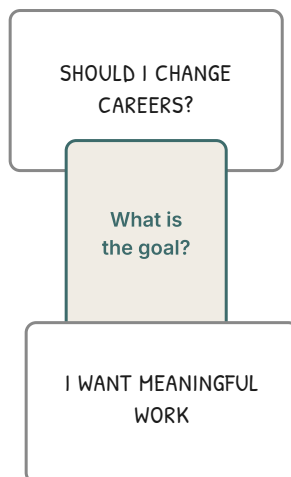 SHOULD I CHANGE
CAREERS?
What is
the goal?
I WANT MEANINGFUL
WORK